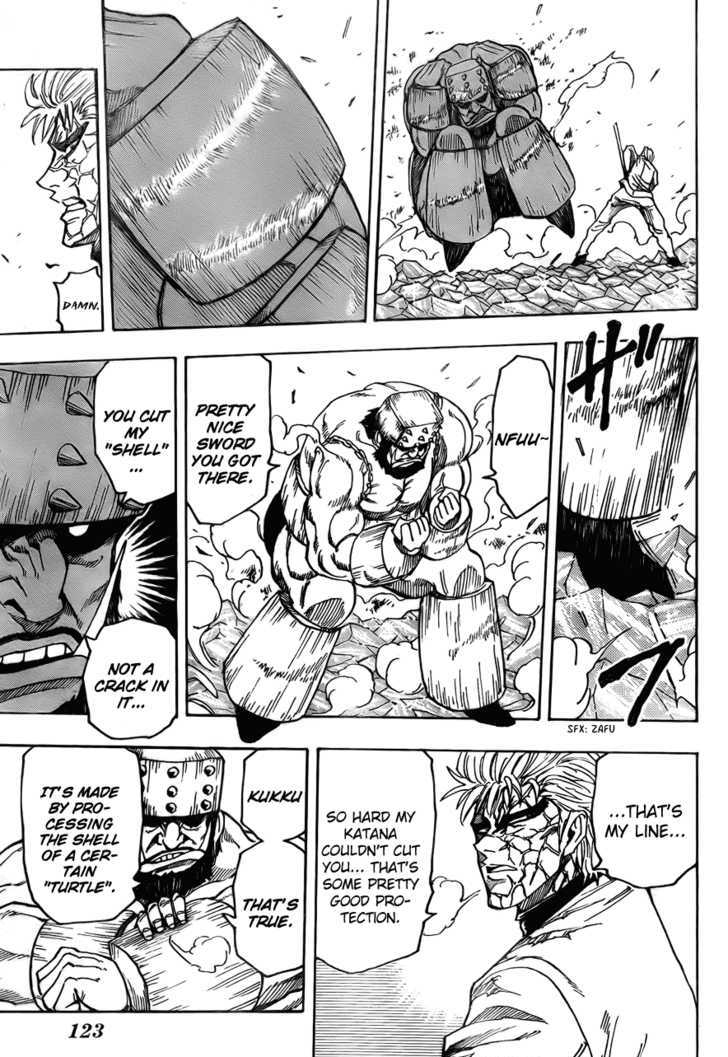 DAMN.
ザ
フ
SFX: ZAFU
NFUU~
PRETTY
NICE
SWORD
YOU GOT
THERE.
YOU CUT
MY
"SHELL"
...
NOT A
CRACK IN
IT...
...THAT'S
MY LINE...
SO HARD MY
KATANA
COULDN'T CUT
YOU... THAT'S
SOME PRETTY
GOOD PRO-
TECTION.
KUKKU
THAT'S
TRUE.
IT'S MADE
BY PRO-
CESSING
THE SHELL
OF A CER-
TAIN
"TURTLE".
123